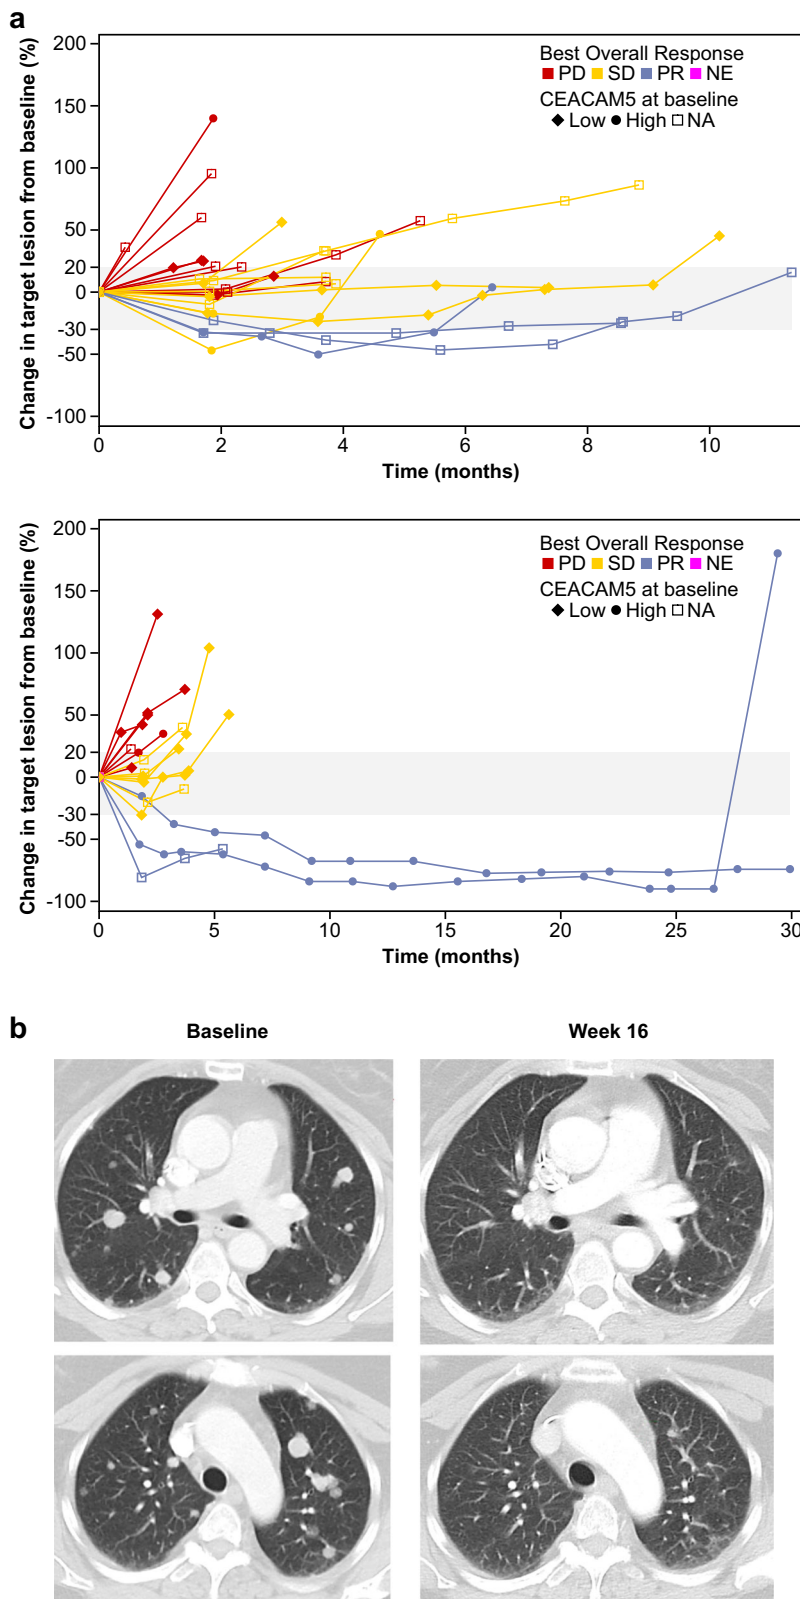 a
Change in target lesion from baseline (%)
200
150
100
50
20
0
-30
-50
-100
Best Overall Response
PD SD PR NE
CEACAM5 at baseline
Low High NA
0 2 4 6 8 10
Time (months)
Change in target lesion from baseline (%)
200
150
100
50
20
0
-30
-50
-100
Best Overall Response
PD SD PR NE
CEACAM5 at baseline
Low High NA
0 5 10 15 20 25 30
Time (months)
b
Baseline Week 16